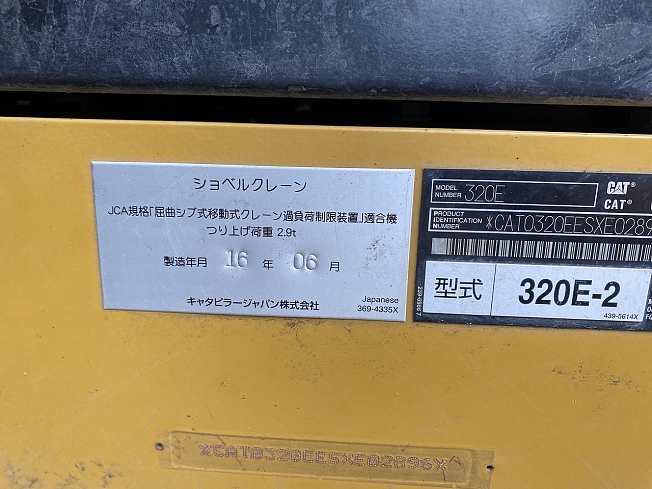 ショベルクレーン
JCA規格「屈曲ジブ式移動式クレーン過負荷制限装置」適合機
つり上げ荷重 2.9t
製造年月 16 年 06 月
キャタピラージャパン株式会社
Japanese
369-4335X
MODEL NUMBER 320E
CAT
CAT
PRODUCT IDENTIFICATION NUMBER *CAT0320EESXE0289
型式 320E-2
439-5614X
*CAT0320EESXE0289GX